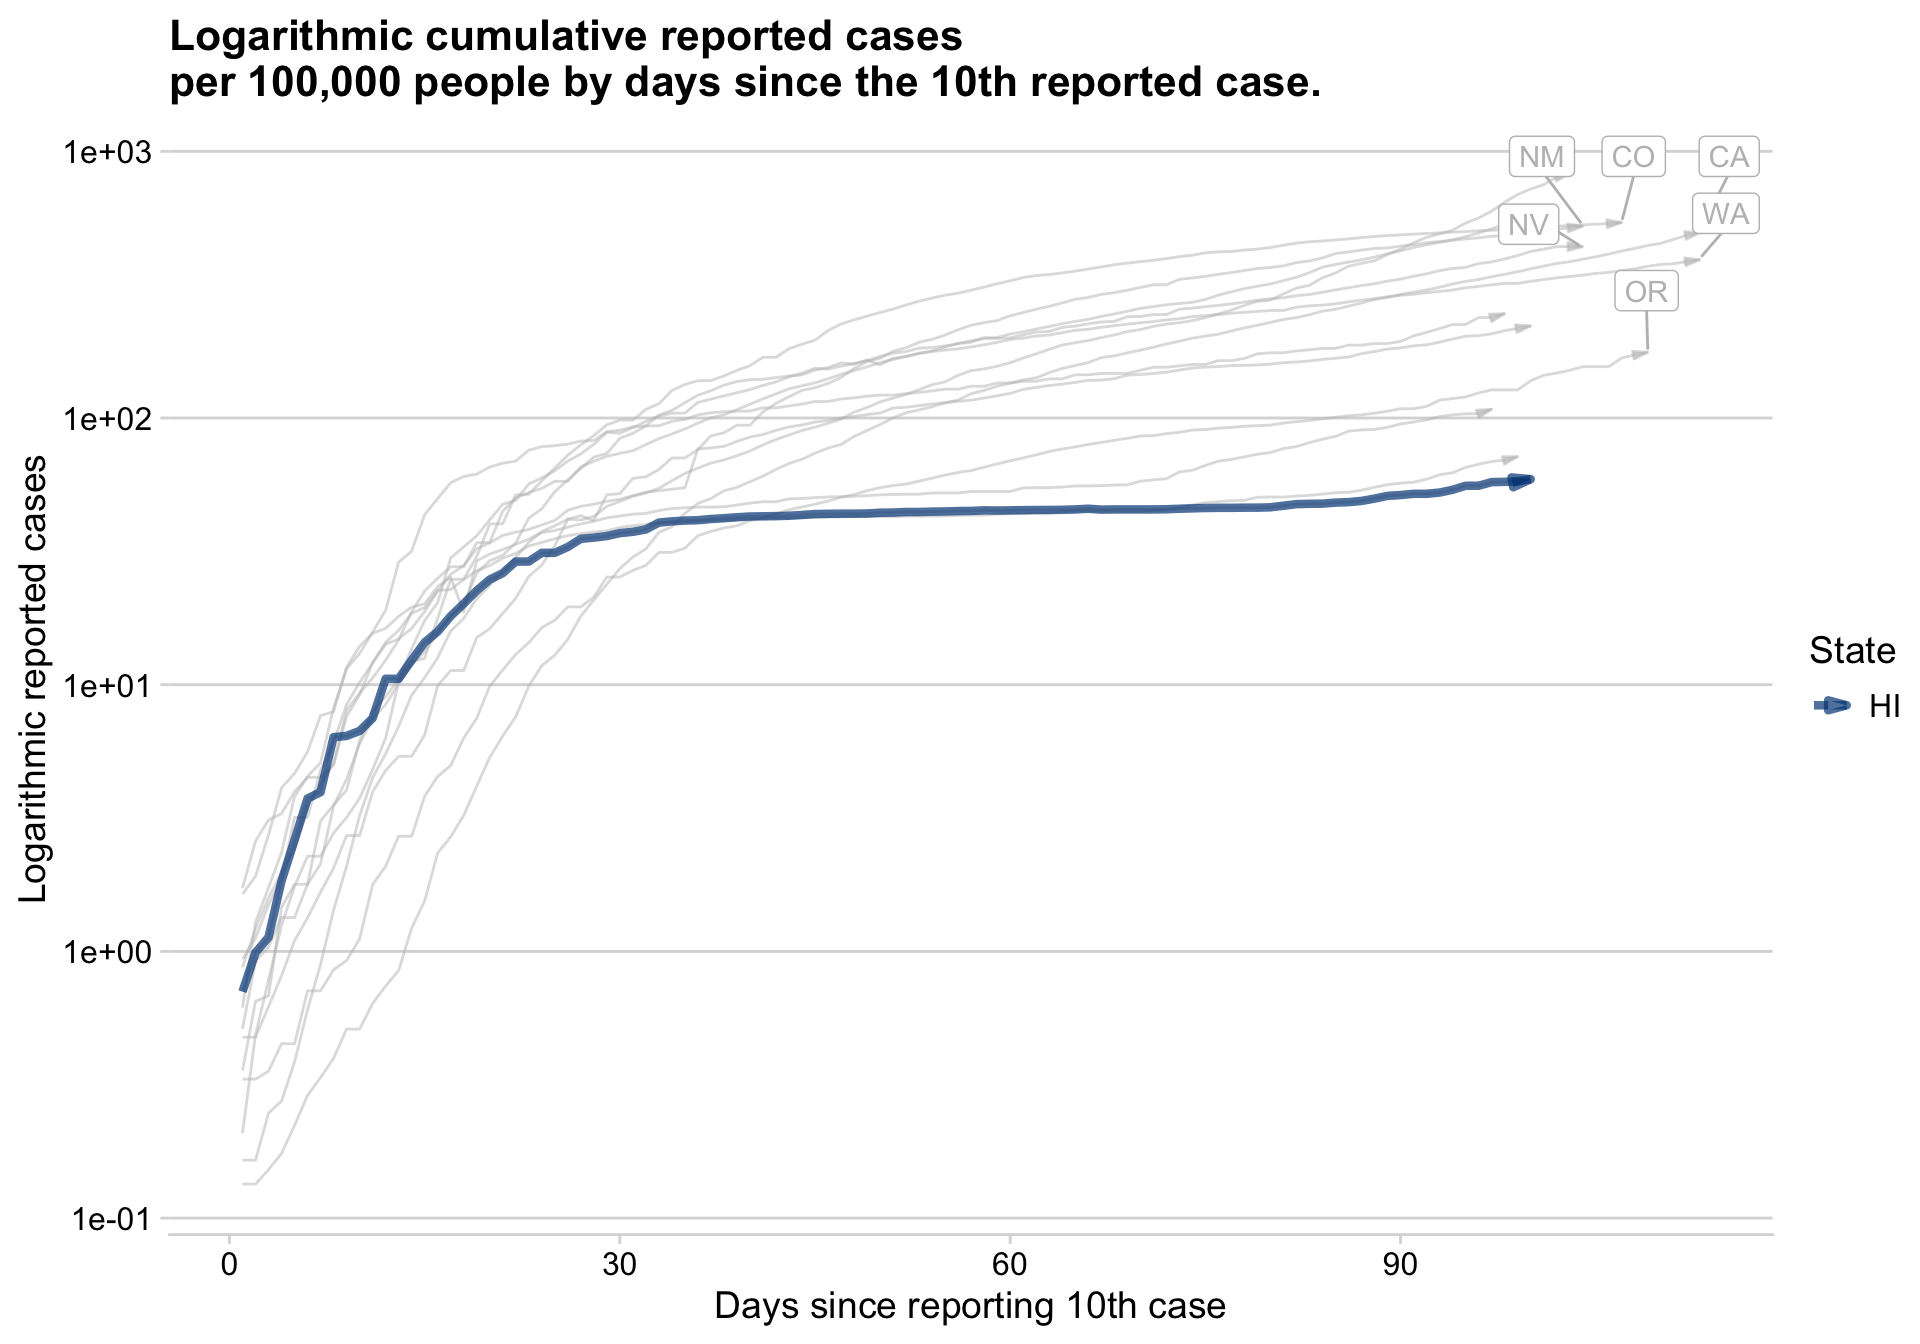 Logarithmic cumulative reported cases
per 100,000 people by days since the 10th reported case.
1e+03
1e+02
1e+01
1e+00
1e-01
Logarithmic reported cases
NM
CO
CA
NV
WA
OR
State
HI
0
30
60
90
Days since reporting 10th case